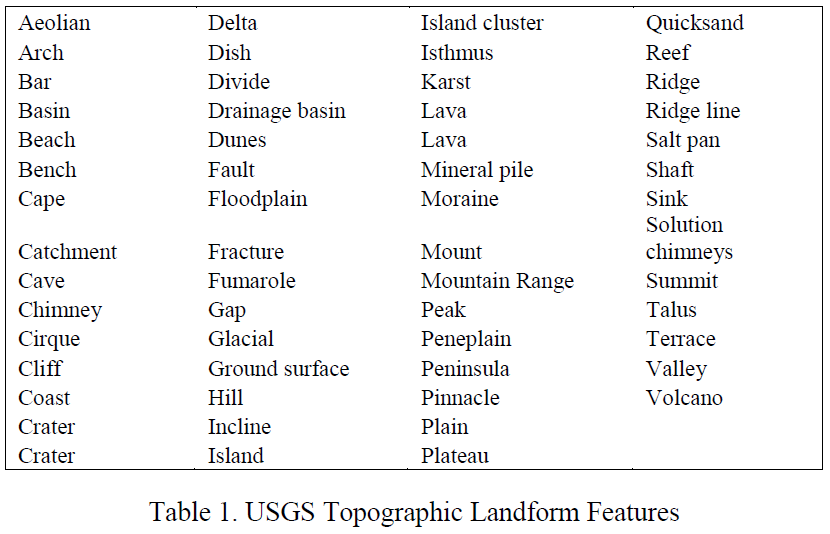 Aeolian Delta Island cluster Quicksand
Arch Dish Isthmus Reef
Bar Divide Karst Ridge
Basin Drainage basin Lava Ridge line
Beach Dunes Lava Salt pan
Bench Fault Mineral pile Shaft
Cape Floodplain Moraine Sink
Solution
Catchment Fracture Mount chimneys
Cave Fumarole Mountain Range Summit
Chimney Gap Peak Talus
Cirque Glacial Peneplain Terrace
Cliff Ground surface Peninsula Valley
Coast Hill Pinnacle Volcano
Crater Incline Plain
Crater Island Plateau
Table 1. USGS Topographic Landform Features